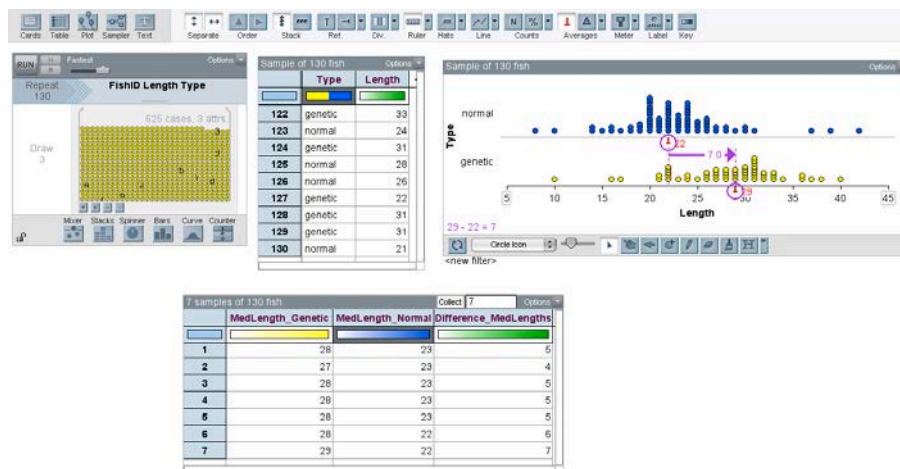 Cards Table Plot Sampler Text Separate Order Stack Ref. Div. Ruler Hats Line Counts Averages Meter Label Key
RUN Fastest Options
Repeat 130
FishID Length Type
625 cases, 3 attrs
Draw 3
Mixer Stacks Spinner Bars Curve Counter
Sample of 130 fish Options
Type Length
122 genetic 33
123 normal 24
124 genetic 31
125 normal 28
126 normal 26
127 genetic 22
128 genetic 31
129 genetic 31
130 normal 21
Sample of 130 fish Options
Type
normal
22
7.0
genetic
29
5 10 15 20 25 30 35 40 45
Length
29 - 22 = 7
Circle Icon
<new filter>
7 samples of 130 fish Collect 7 Options
MedLength_Genetic MedLength_Normal Difference_MedLengths
1 28 23 5
2 27 23 4
3 28 23 5
4 28 23 5
5 28 23 5
6 28 22 6
7 29 22 7